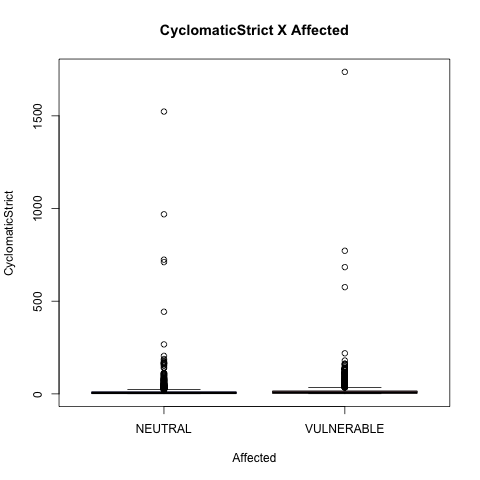 CyclomaticStrict X Affected
CyclomaticStrict
1500
1000
500
0
NEUTRAL
VULNERABLE
Affected